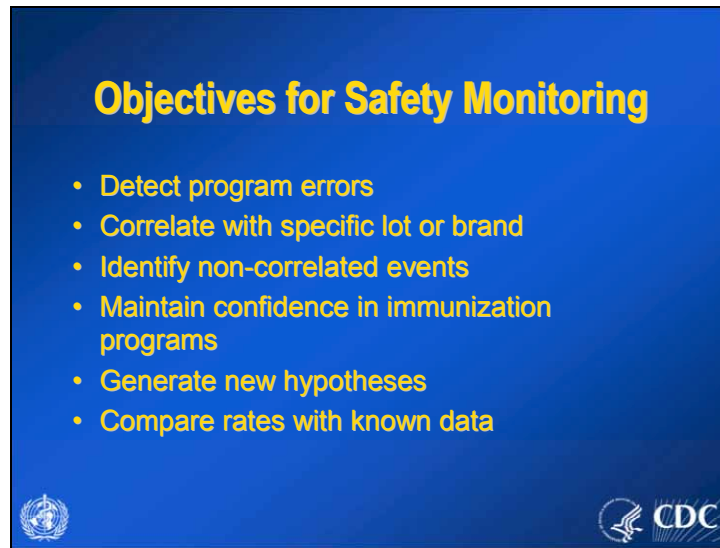 Objectives for Safety Monitoring
• Detect program errors
• Correlate with specific lot or brand
• Identify non-correlated events
• Maintain confidence in immunization
programs
• Generate new hypotheses
• Compare rates with known data
CDC